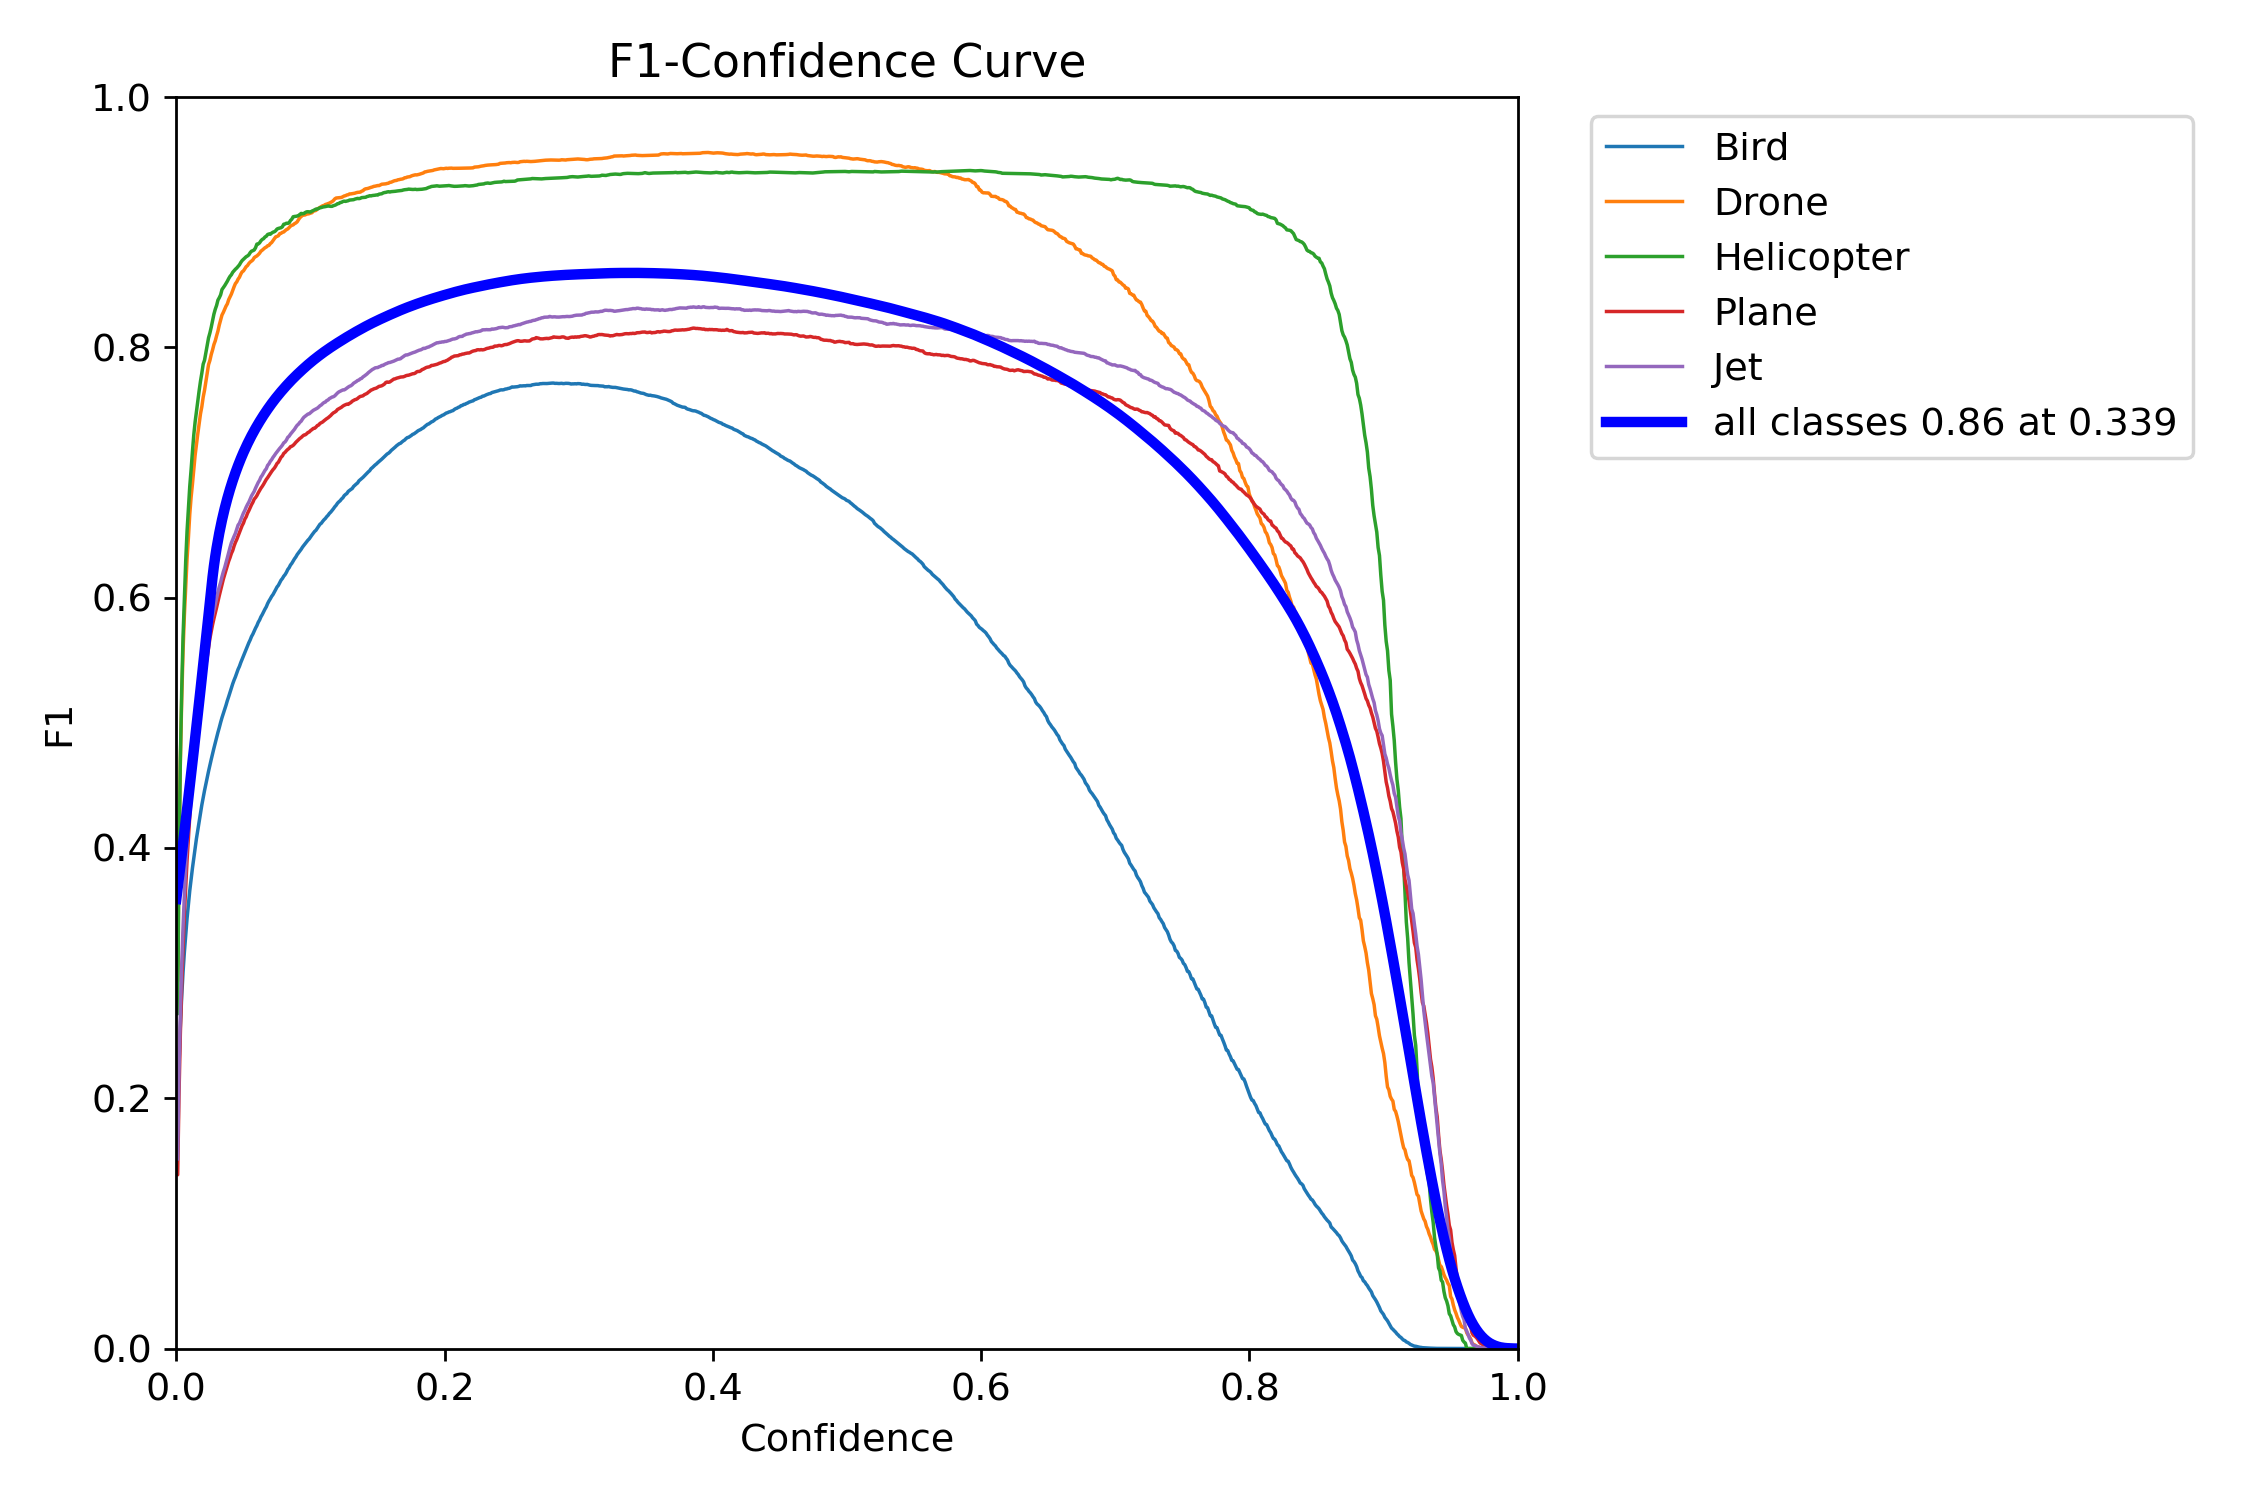 F1-Confidence Curve
1.0
0.8
0.6
0.4
0.2
0.0
F1
0.0 0.2 0.4 0.6 0.8 1.0
Confidence
Bird
Drone
Helicopter
Plane
Jet
all classes 0.86 at 0.339